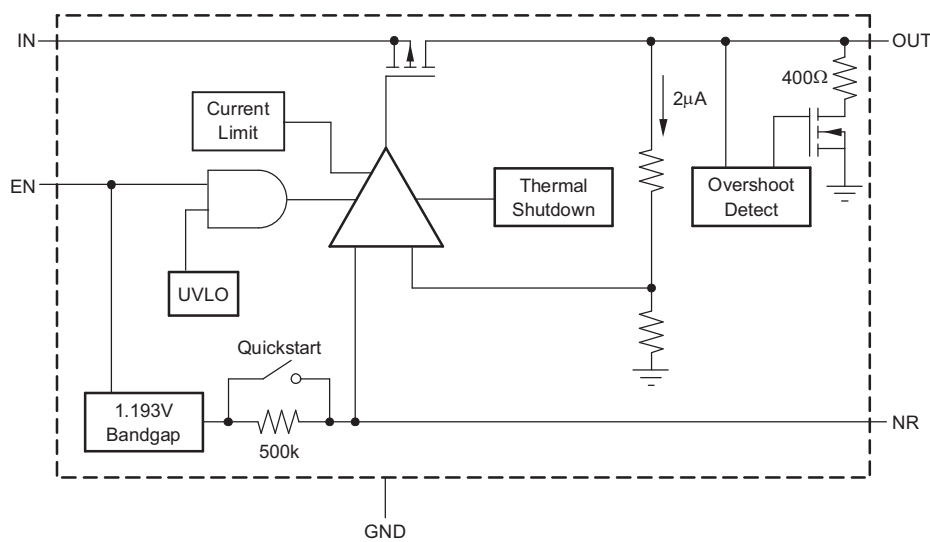 IN
OUT
400Ω
2µA
Current
Limit
EN
Thermal
Shutdown
Overshoot
Detect
UVLO
Quickstart
1.193V
Bandgap
500k
NR
GND